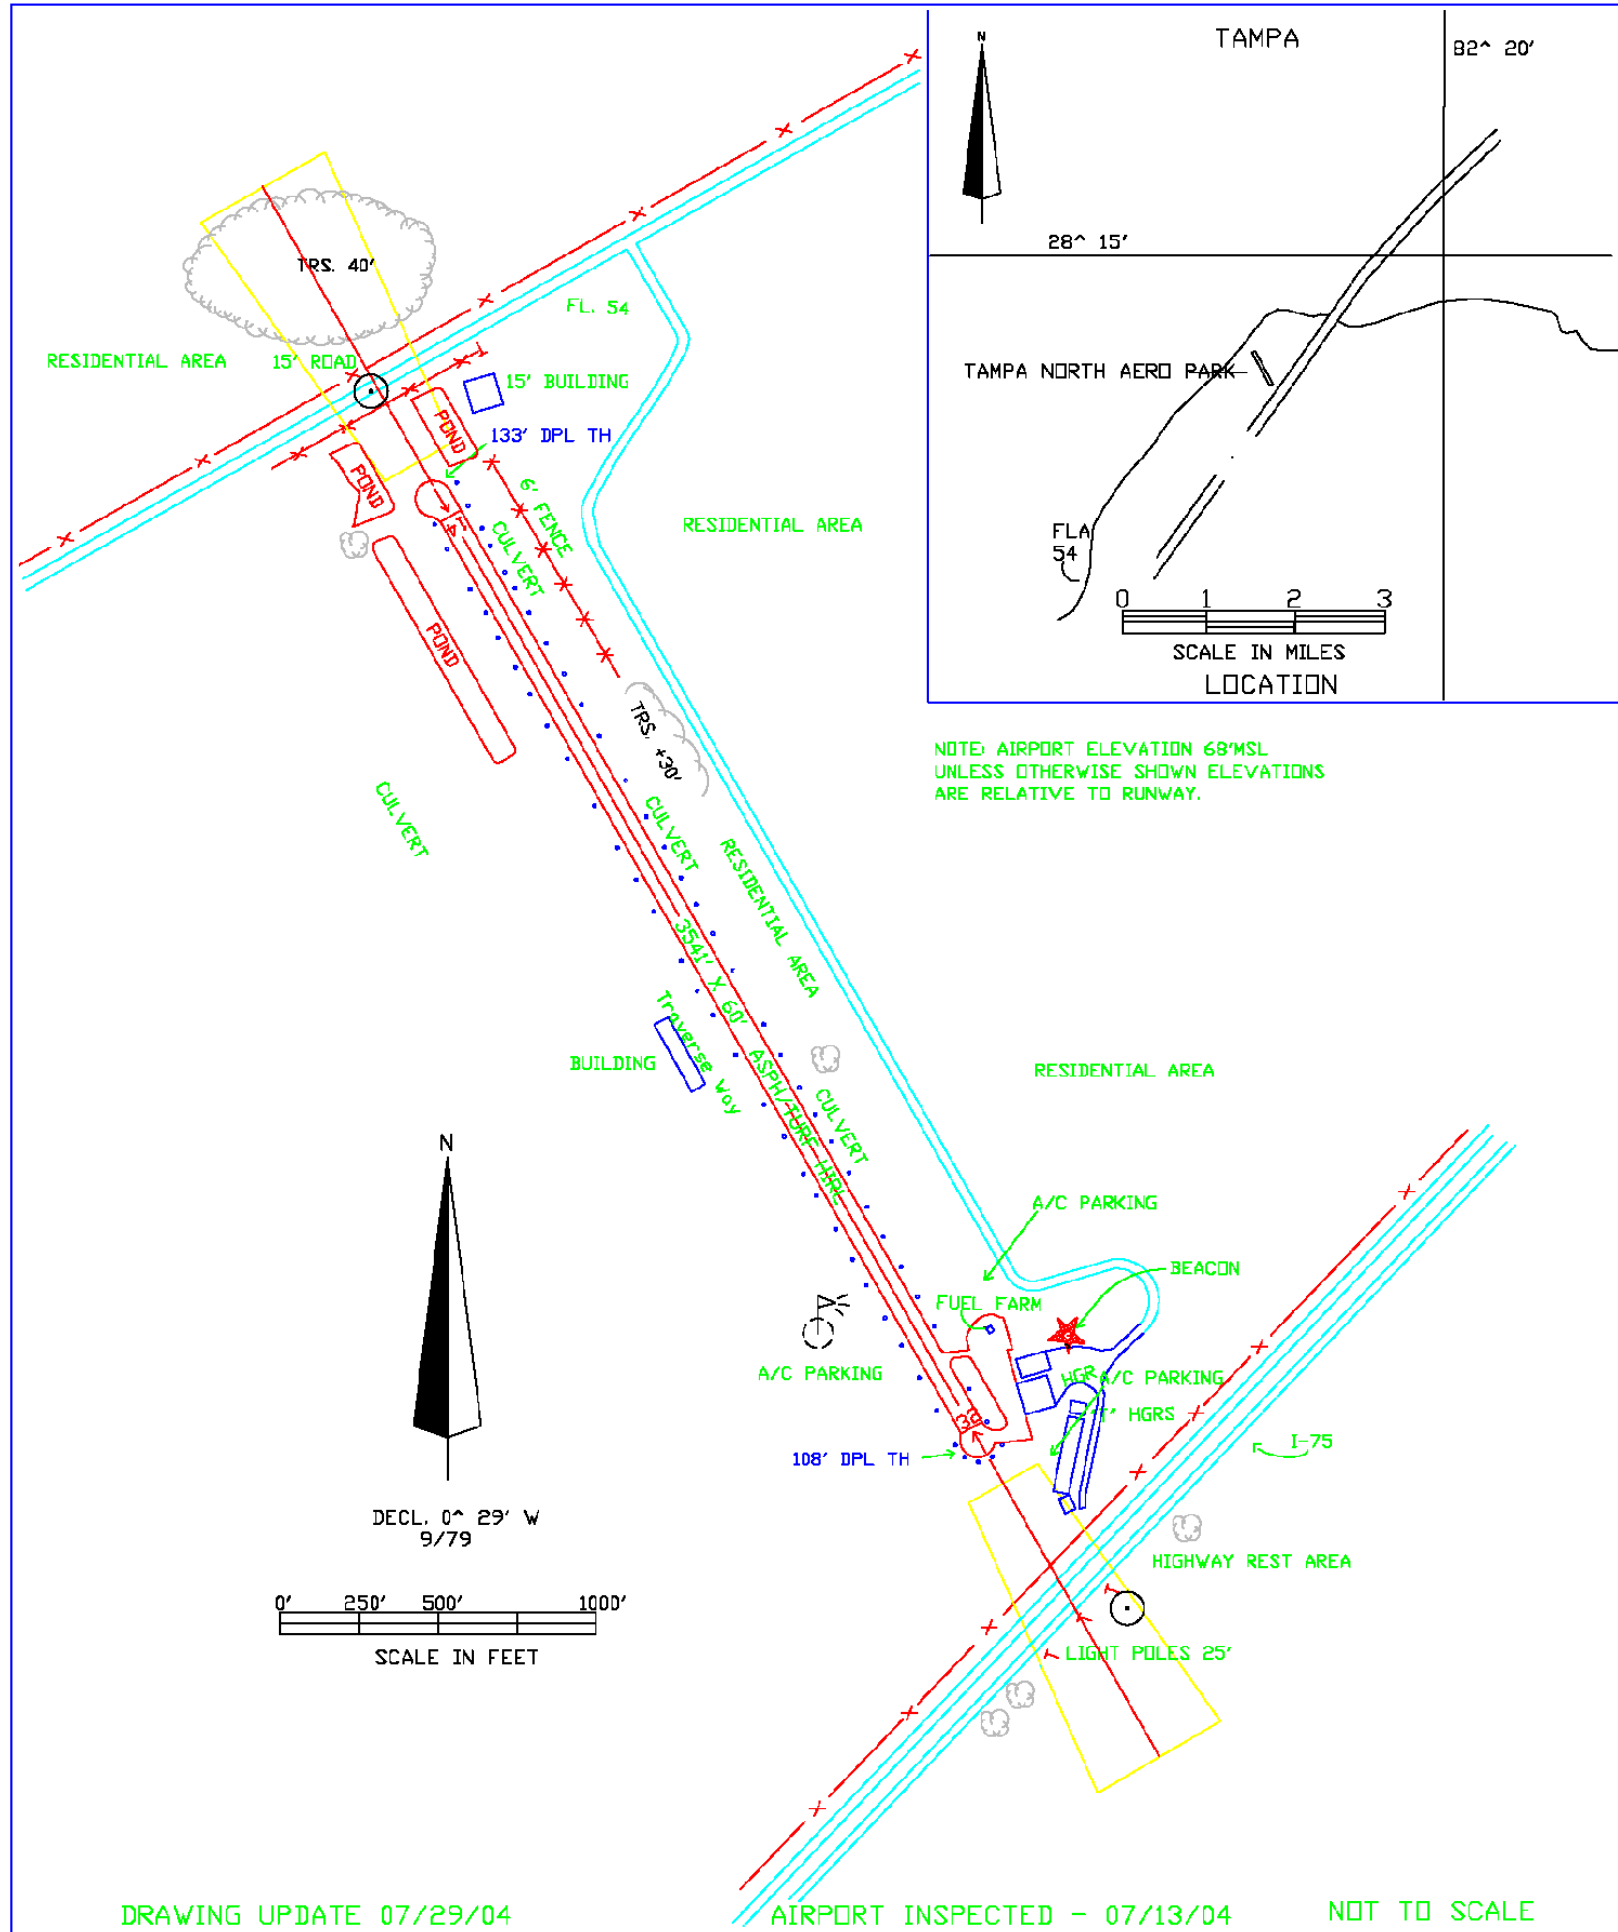 TAMPA
N
82^ 20'
28^ 15'
TAMPA NORTH AERO PARK
FLA
54
0 1 2 3
SCALE IN MILES
LOCATION
NOTE: AIRPORT ELEVATION 68'MSL
UNLESS OTHERWISE SHOWN ELEVATIONS
ARE RELATIVE TO RUNWAY.
TRS. 40'
FL. 54
RESIDENTIAL AREA
15' ROAD
15' BUILDING
POND
133' DPL TH
POND
6' FENCE
CULVERT
14
RESIDENTIAL AREA
POND
TRS. +30'
CULVERT
CULVERT
RESIDENTIAL AREA
3541' X 60' ASPH/TURF HIRL
Traverse Way
BUILDING
RESIDENTIAL AREA
CULVERT
N
A/C PARKING
BEACON
FUEL FARM
A/C PARKING
HGR
A/C PARKING
'T' HGRS
32
I-75
108' DPL TH
DECL. 0^ 29' W
9/79
HIGHWAY REST AREA
0' 250' 500' 1000'
SCALE IN FEET
LIGHT POLES 25'
DRAWING UPDATE 07/29/04
AIRPORT INSPECTED - 07/13/04
NOT TO SCALE